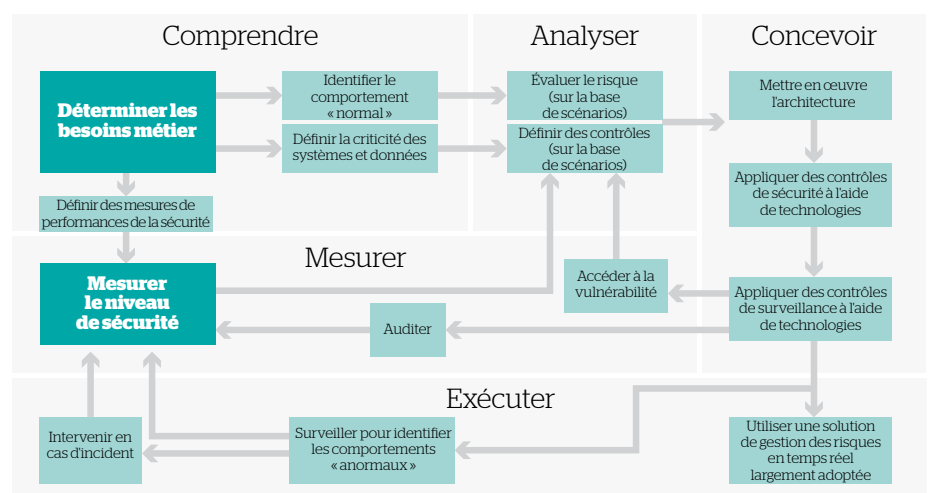 Comprendre
Analyser
Concevoir
Déterminer les
besoins métier
Identifier le
comportement
« normal »
Évaluer le risque
(sur la base
de scénarios)
Mettre en œuvre
l'architecture
Définir la criticité des
systèmes et données
Définir des contrôles
(sur la base
de scénarios)
Appliquer des contrôles
de sécurité à l'aide
de technologies
Définir des mesures de
performances de la sécurité
Mesurer
Mesurer
le niveau
de sécurité
Accéder à la
vulnérabilité
Appliquer des contrôles
de surveillance à l'aide
de technologies
Auditer
Exécuter
Intervenir en
cas d'incident
Surveiller pour identifier
les comportements
« anormaux »
Utiliser une solution
de gestion des risques
en temps réel
largement adoptée